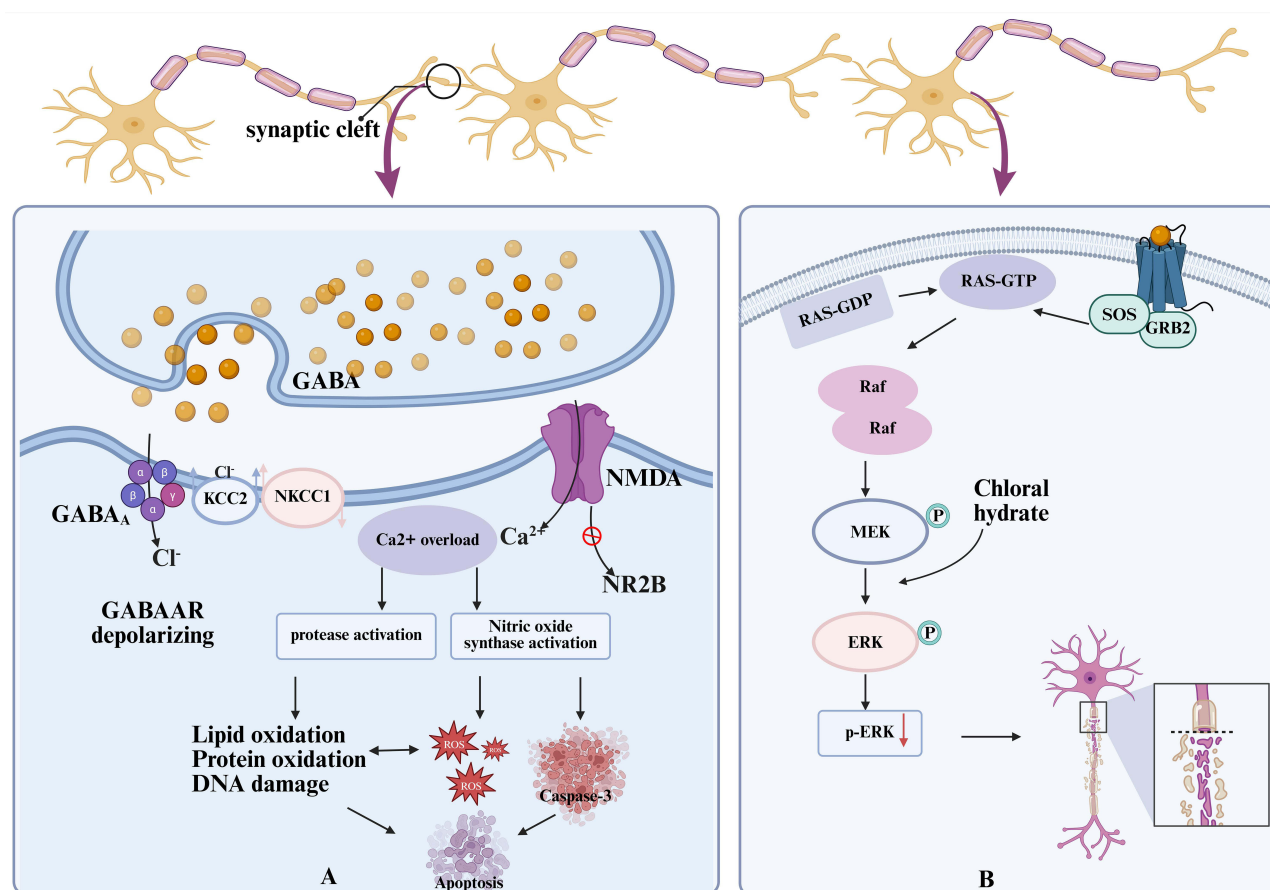 synaptic cleft
GABA
α
β
β
γ
α
GABAA
Cl-
KCC2
NKCC1
Cl-
NMDA
Ca2+ overload
Ca2+
NR2B
GABAAR
depolarizing
protease activation
Nitric oxide
synthase activation
Lipid oxidation
Protein oxidation
DNA damage
ROS
ROS
ROS
Caspase-3
Apoptosis
A
RAS-GDP
RAS-GTP
SOS
GRB2
Raf
Raf
MEK
P
Chloral
hydrate
ERK
P
p-ERK
B